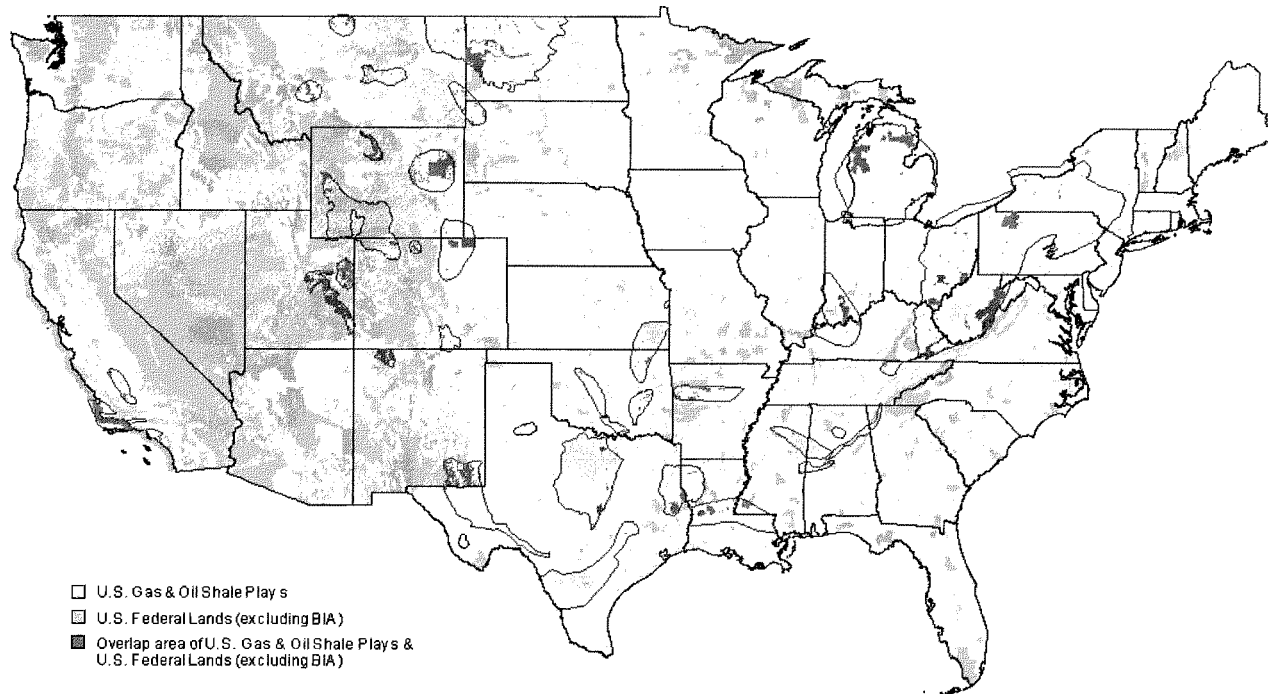 U.S. Gas & Oil Shale Plays
U.S. Federal Lands (excluding BIA)
Overlap area of U.S. Gas & Oil Shale Plays &
U.S. Federal Lands (excluding BIA)